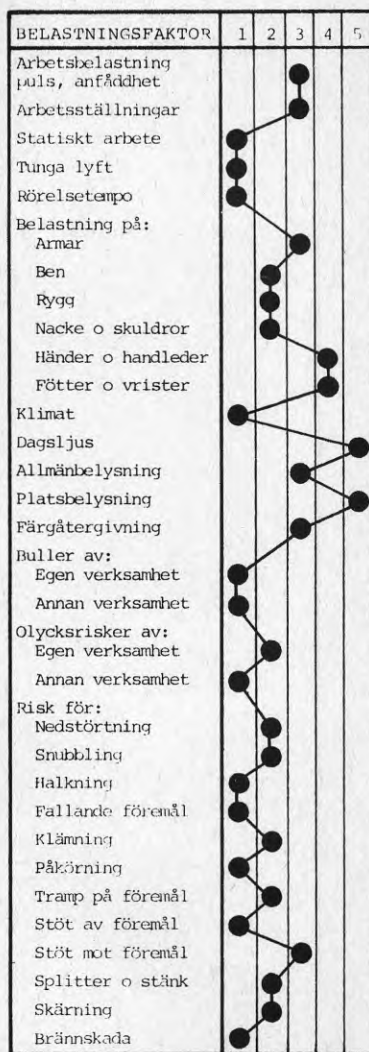 BELASTNINGSFAKTOR 1 2 3 4 5
Arbetsbelastning
puls, anfåddhet
Arbetsställningar
Statiskt arbete
Tunga lyft
Rörelsetempo
Belastning på:
Armar
Ben
Rygg
Nacke o skuldror
Händer o handleder
Fötter o vrister
Klimat
Dagsljus
Allmänbelysning
Platsbelysning
Färgåtergivning
Buller av:
Egen verksamhet
Annan verksamhet
Olycksrisker av:
Egen verksamhet
Annan verksamhet
Risk för:
Nedstörtning
Snubbling
Halkning
Fallande föremål
Klämning
Påkörning
Tramp på föremål
Stöt av föremål
Stöt mot föremål
Splitter o stänk
Skärning
Brännskada